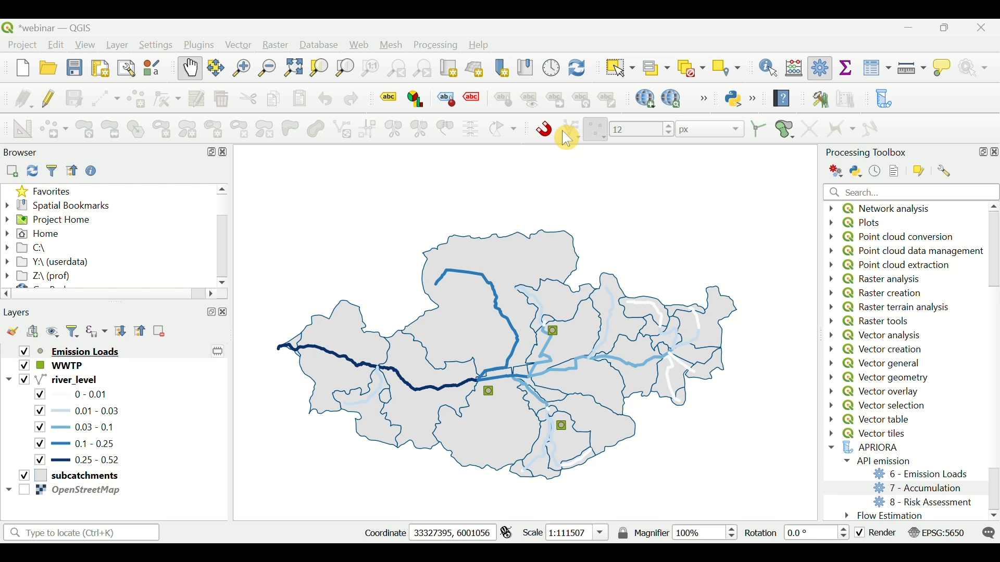 *webinar — QGIS
Project Edit View Layer Settings Plugins Vector Raster Database Web Mesh Processing Help
12 px
Browser
Favorites
Spatial Bookmarks
Project Home
Home
C:\
Y:\ (userdata)
Z:\ (prof)
Layers
Emission Loads
WWTP
river_level
0 - 0.01
0.01 - 0.03
0.03 - 0.1
0.1 - 0.25
0.25 - 0.52
subcatchments
OpenStreetMap
Processing Toolbox
Search...
Network analysis
Plots
Point cloud conversion
Point cloud data management
Point cloud extraction
Raster analysis
Raster creation
Raster terrain analysis
Raster tools
Vector analysis
Vector creation
Vector general
Vector geometry
Vector overlay
Vector selection
Vector table
Vector tiles
APRIORA
API emission
6 - Emission Loads
7 - Accumulation
8 - Risk Assessment
Flow Estimation
Type to locate (Ctrl+K) Coordinate 33327395, 6001056 Scale 1:111507 Magnifier 100% Rotation 0.0 ° Render EPSG:5650